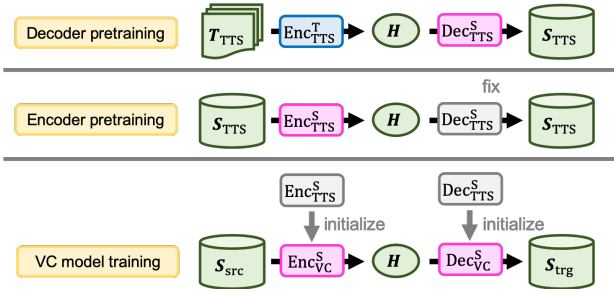 Decoder pretraining
T_TTS
Enc^T_TTS
H
Dec^S_TTS
S_TTS
fix
Encoder pretraining
S_TTS
Enc^S_TTS
H
Dec^S_TTS
S_TTS
Enc^S_TTS
Dec^S_TTS
initialize
initialize
VC model training
S_src
Enc^S_VC
H
Dec^S_VC
S_trg